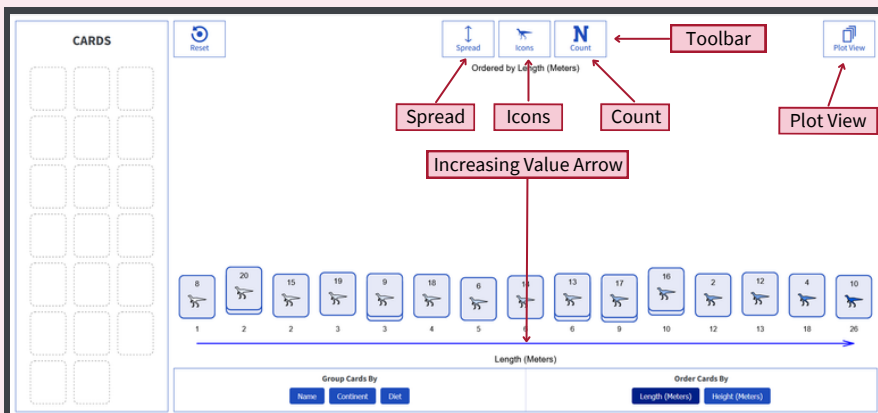 CARDS
Reset
Spread
Icons
N
Count
Toolbar
Plot View
Ordered by Length (Meters)
Spread
Icons
Count
Plot View
Increasing Value Arrow
8 20 15 19 9 18 6 14 13 17 16 2 12 4 10
1 2 2 3 3 4 5 6 6 9 10 12 13 18 26
Length (Meters)
Group Cards By
Name Continent Diet
Order Cards By
Length (Meters) Height (Meters)